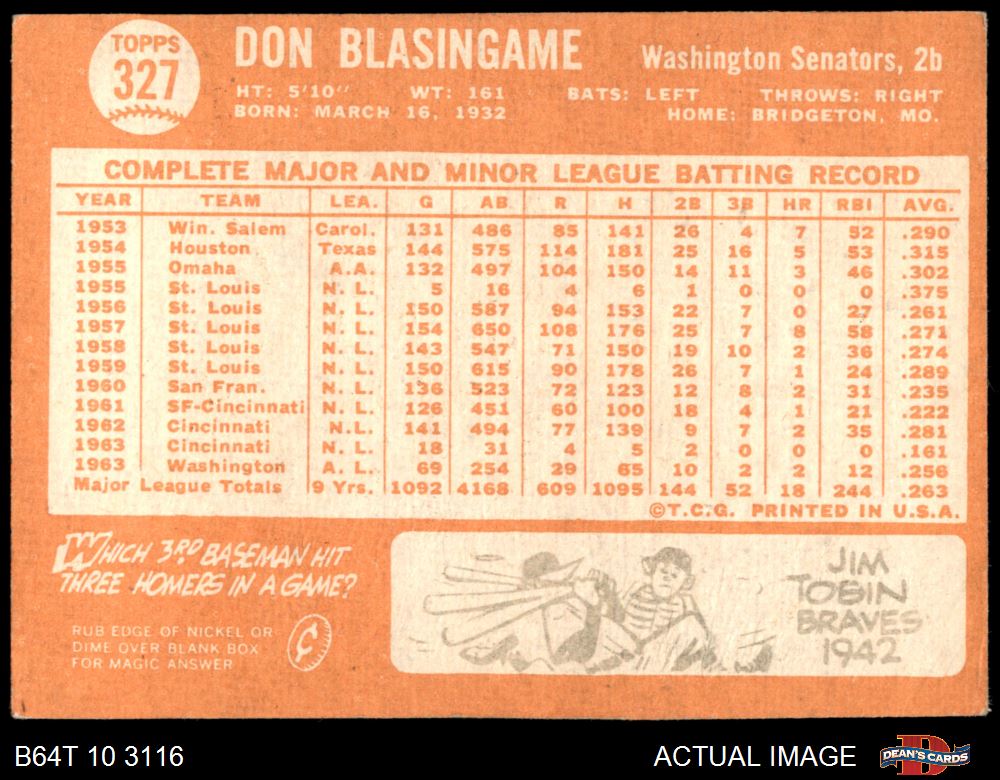 TOPPS
327
DON BLASINGAME
Washington Senators, 2b
HT: 5'10" WT: 161 BATS: LEFT THROWS: RIGHT
BORN: MARCH 16, 1932 HOME: BRIDGETON, MO.
COMPLETE MAJOR AND MINOR LEAGUE BATTING RECORD
YEAR TEAM LEA. G AB R H 2B 3B HR RBI AVG.
1953 Win. Salem Carol. 131 486 85 141 26 4 7 52 .290
1954 Houston Texas 144 575 114 181 25 16 5 53 .315
1955 Omaha A.A. 132 497 104 150 14 11 3 46 .302
1955 St. Louis N. L. 5 16 4 6 1 0 0 0 .375
1956 St. Louis N. L. 150 587 94 153 22 7 0 27 .261
1957 St. Louis N. L. 154 650 108 176 25 7 8 58 .271
1958 St. Louis N. L. 143 547 71 150 19 10 2 36 .274
1959 St. Louis N. L. 150 615 90 178 26 7 1 24 .289
1960 San Fran. N. L. 136 523 72 123 12 8 2 31 .235
1961 SF-Cincinnati N. L. 126 451 60 100 18 4 1 21 .222
1962 Cincinnati N.L. 141 494 77 139 9 7 2 35 .281
1963 Cincinnati N. L. 18 31 4 5 2 0 0 0 .161
1963 Washington A. L. 69 254 29 65 10 2 2 12 .256
Major League Totals 9 Yrs. 1092 4168 609 1095 144 52 18 244 .263
©T.C.G. PRINTED IN U.S.A.
WHICH 3RD BASEMAN HIT
THREE HOMERS IN A GAME?
RUB EDGE OF NICKEL OR
DIME OVER BLANK BOX
FOR MAGIC ANSWER
¢
JIM
TOBIN
BRAVES
1942
B64T 10 3116
ACTUAL IMAGE
DEAN'S CARDS